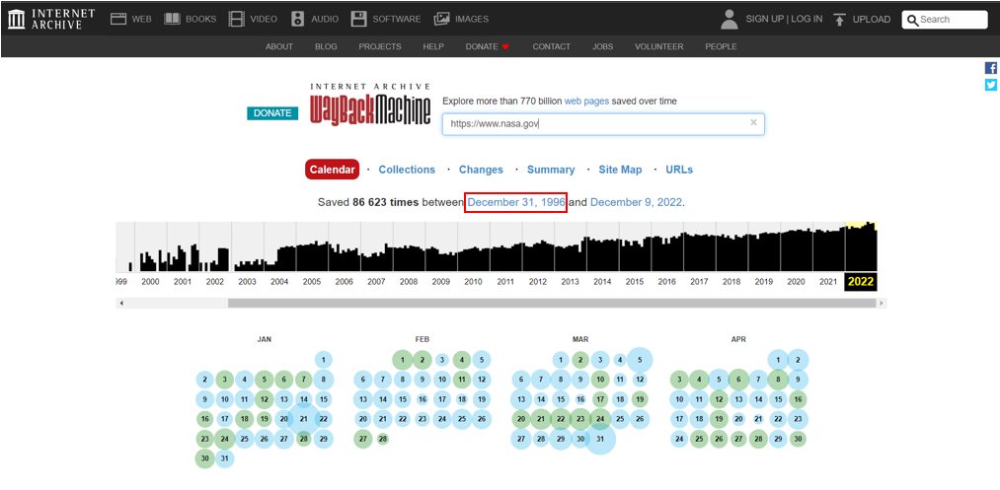 INTERNET ARCHIVE WEB BOOKS VIDEO AUDIO SOFTWARE IMAGES SIGN UP | LOG IN UPLOAD Search
ABOUT BLOG PROJECTS HELP DONATE CONTACT JOBS VOLUNTEER PEOPLE
INTERNET ARCHIVE
DONATE WayBackMachine Explore more than 770 billion web pages saved over time
https://www.nasa.gov ×
Calendar · Collections · Changes · Summary · Site Map · URLs
Saved 86 623 times between December 31, 1996 and December 9, 2022.
999 2000 2001 2002 2003 2004 2005 2006 2007 2008 2009 2010 2011 2012 2013 2014 2015 2016 2017 2018 2019 2020 2021 2022
JAN FEB MAR APR
1 1 2 3 4 5 1 2 3 4 5 1 2
2 3 4 5 6 7 8 6 7 8 9 10 11 12 6 7 8 9 10 11 12 3 4 5 6 7 8 9
9 10 11 12 13 14 15 13 14 15 16 17 18 19 13 14 15 16 17 18 19 10 11 12 13 14 15 16
16 17 18 19 20 21 22 20 21 22 23 24 25 26 20 21 22 23 24 25 26 17 18 19 20 21 22 23
23 24 25 26 27 28 29 27 28 27 28 29 30 31 24 25 26 27 28 29 30
30 31